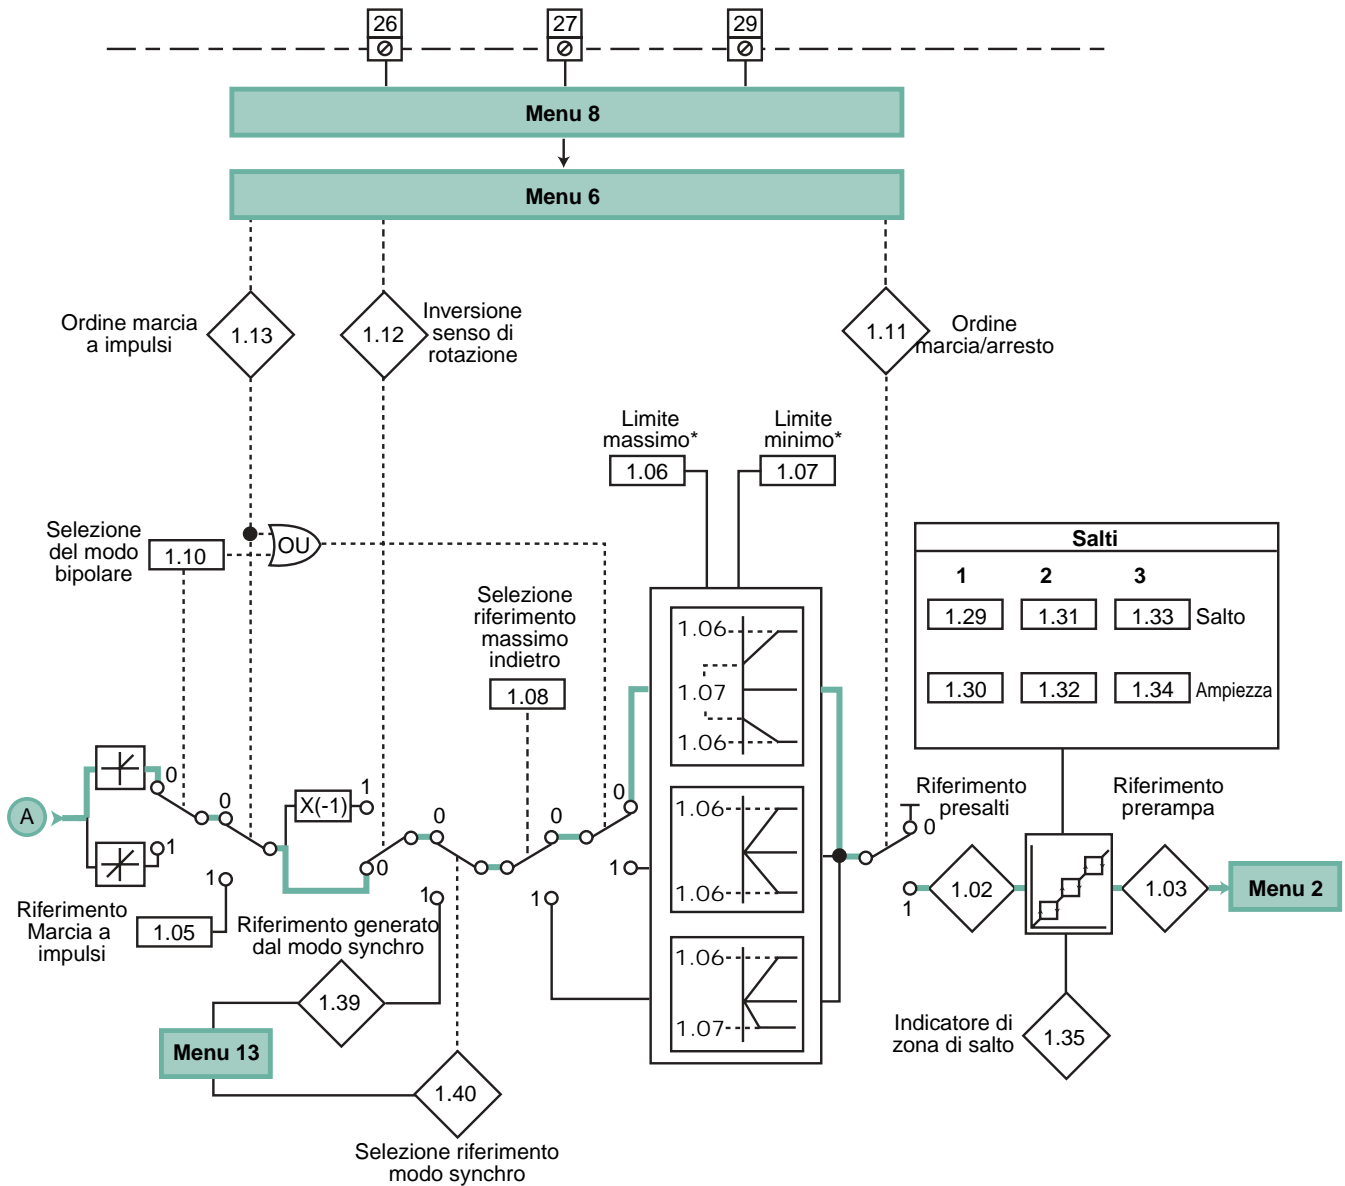 26
27
29
Menu 8
Menu 6
Ordine marcia
a impulsi
1.13
1.12
Inversione
senso di
rotazione
1.11
Ordine
marcia/arresto
Limite
massimo*
1.06
Limite
minimo*
1.07
Selezione
del modo
bipolare
1.10
OU
Selezione
riferimento
massimo
indietro
1.08
1.06
1.07
1.06
1.06
1.06
1.06
1.07
Salti
1 2 3
1.29 1.31 1.33 Salto
1.30 1.32 1.34 Ampiezza
A
0
1
0
1
X(-1)
1
0
0
1
0
1
0
1
0
1
Riferimento
Marcia a
impulsi
1.05
Riferimento generato
dal modo synchro
1.39
Menu 13
1.40
Selezione riferimento
modo synchro
Riferimento
presalti
1.02
Riferimento
prerampa
1.03
Menu 2
Indicatore di
zona di salto
1.35